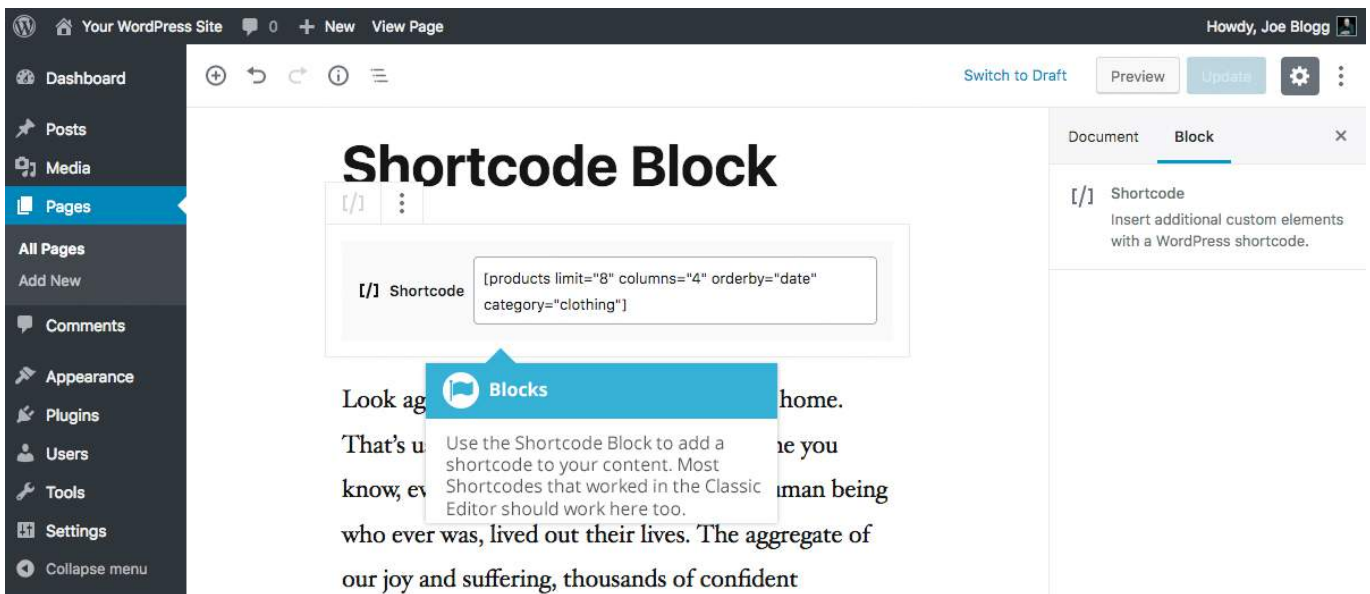 Your WordPress Site 0 + New View Page Howdy, Joe Blogg
Dashboard
Posts
Media
Pages
All Pages
Add New
Comments
Appearance
Plugins
Users
Tools
Settings
Collapse menu
Switch to Draft Preview Update
Shortcode Block
[/]
[/] Shortcode
[products limit="8" columns="4" orderby="date"
category="clothing"]
Blocks
Use the Shortcode Block to add a
shortcode to your content. Most
Shortcodes that worked in the Classic
Editor should work here too.
Look home.
That's you
know, being
who ever was, lived out their lives. The aggregate of
our joy and suffering, thousands of confident
Document Block ×
[/] Shortcode
Insert additional custom elements
with a WordPress shortcode.